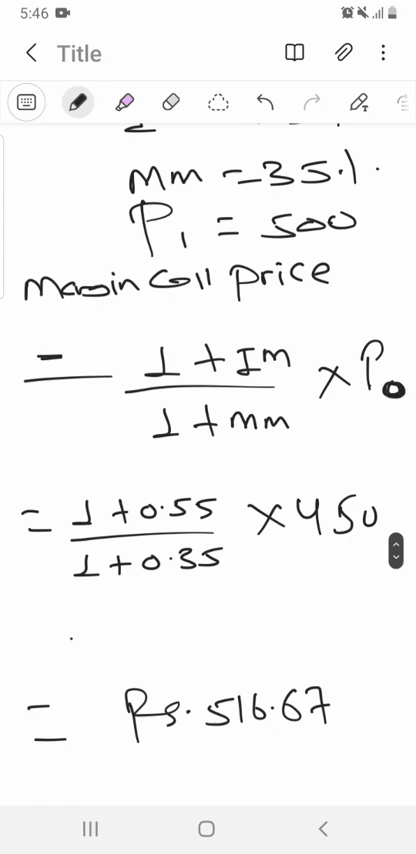 5:46
Title
mm = 35%.
P1 = 500
Margin Call price
= 1 + Im / 1 + mm × P0
= 1 + 0.55 / 1 + 0.35 × 450
= Rs. 516.67